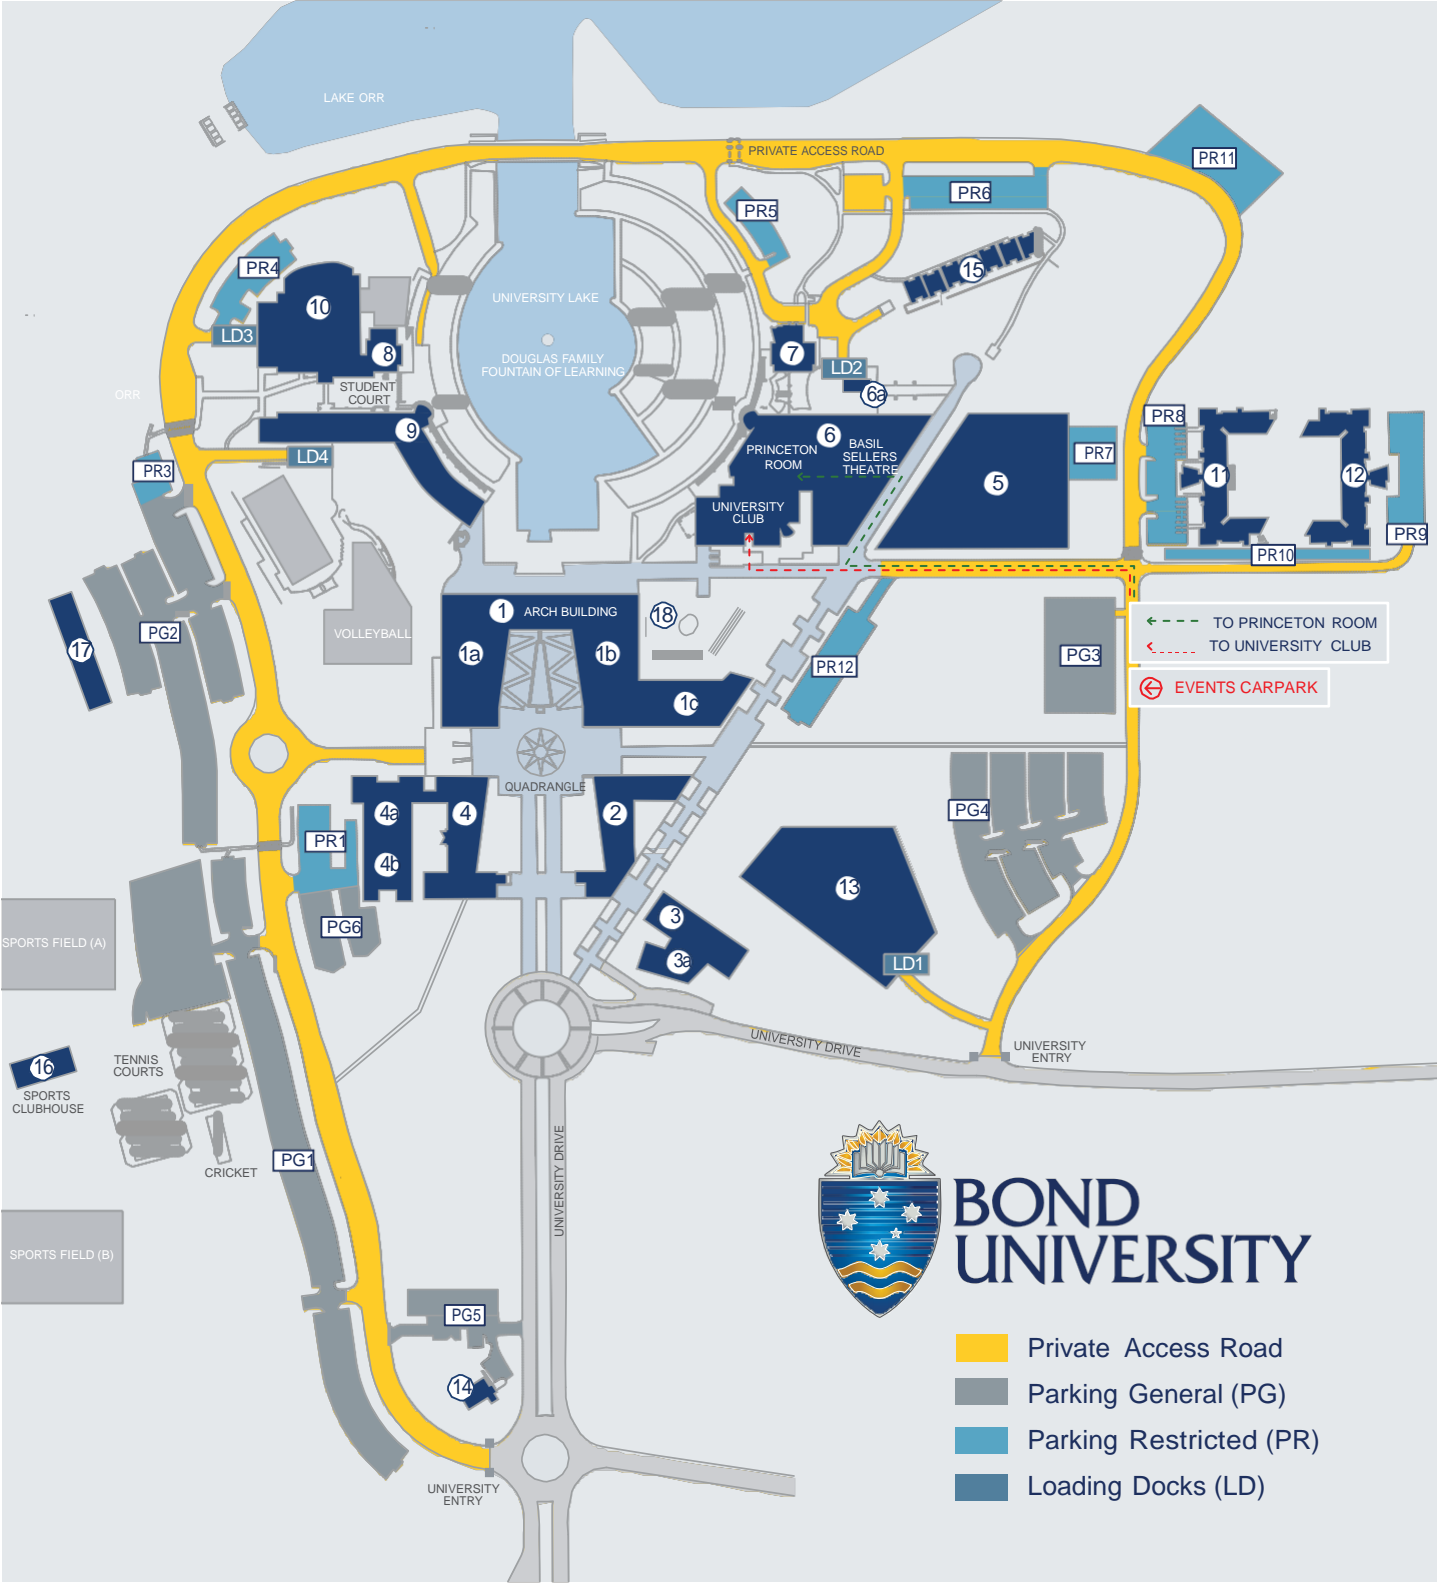 LAKE ORR
PRIVATE ACCESS ROAD
PR11
PR6
PR5
PR4
15
UNIVERSITY LAKE
10
LD3
8
7
LD2
DOUGLAS FAMILY
FOUNTAIN OF LEARNING
STUDENT
COURT
ORR
6a
PR8
9
6
PRINCETON
ROOM
BASIL
SELLERS
THEATRE
PR7
LD4
PR3
5
11
12
UNIVERSITY
CLUB
PR9
PR10
1
ARCH BUILDING
18
TO PRINCETON ROOM
TO UNIVERSITY CLUB
VOLLEYBALL
PG2
17
1a
1b
PR12
PG3
EVENTS CARPARK
1c
QUADRANGLE
4a
4
2
PG4
PR1
4b
13
3
PG6
SPORTS FIELD (A)
3a
LD1
UNIVERSITY DRIVE
UNIVERSITY
ENTRY
TENNIS
COURTS
16
SPORTS
CLUBHOUSE
CRICKET
PG1
UNIVERSITY DRIVE
SPORTS FIELD (B)
BOND
UNIVERSITY
PG5
14
Private Access Road
Parking General (PG)
Parking Restricted (PR)
Loading Docks (LD)
UNIVERSITY
ENTRY